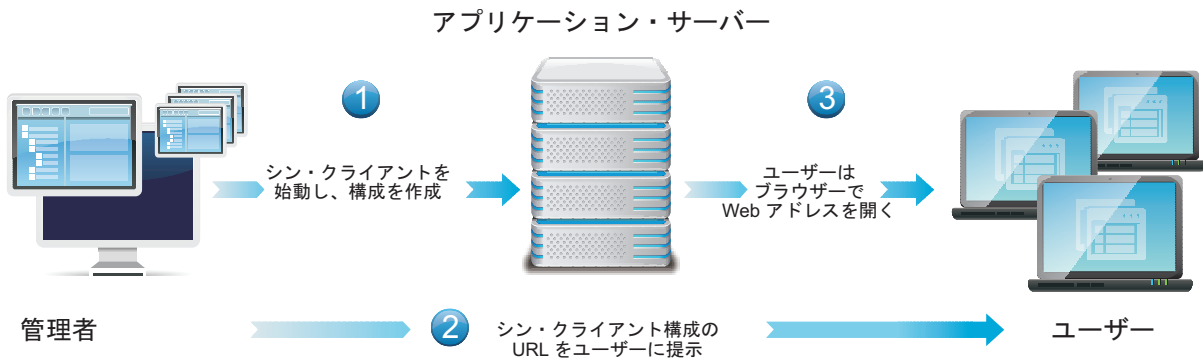 アプリケーション・サーバー
1
シン・クライアントを
始動し、構成を作成
3
ユーザーは
ブラウザーで
Web アドレスを開く
管理者
2
シン・クライアント構成の
URL をユーザーに提示
ユーザー